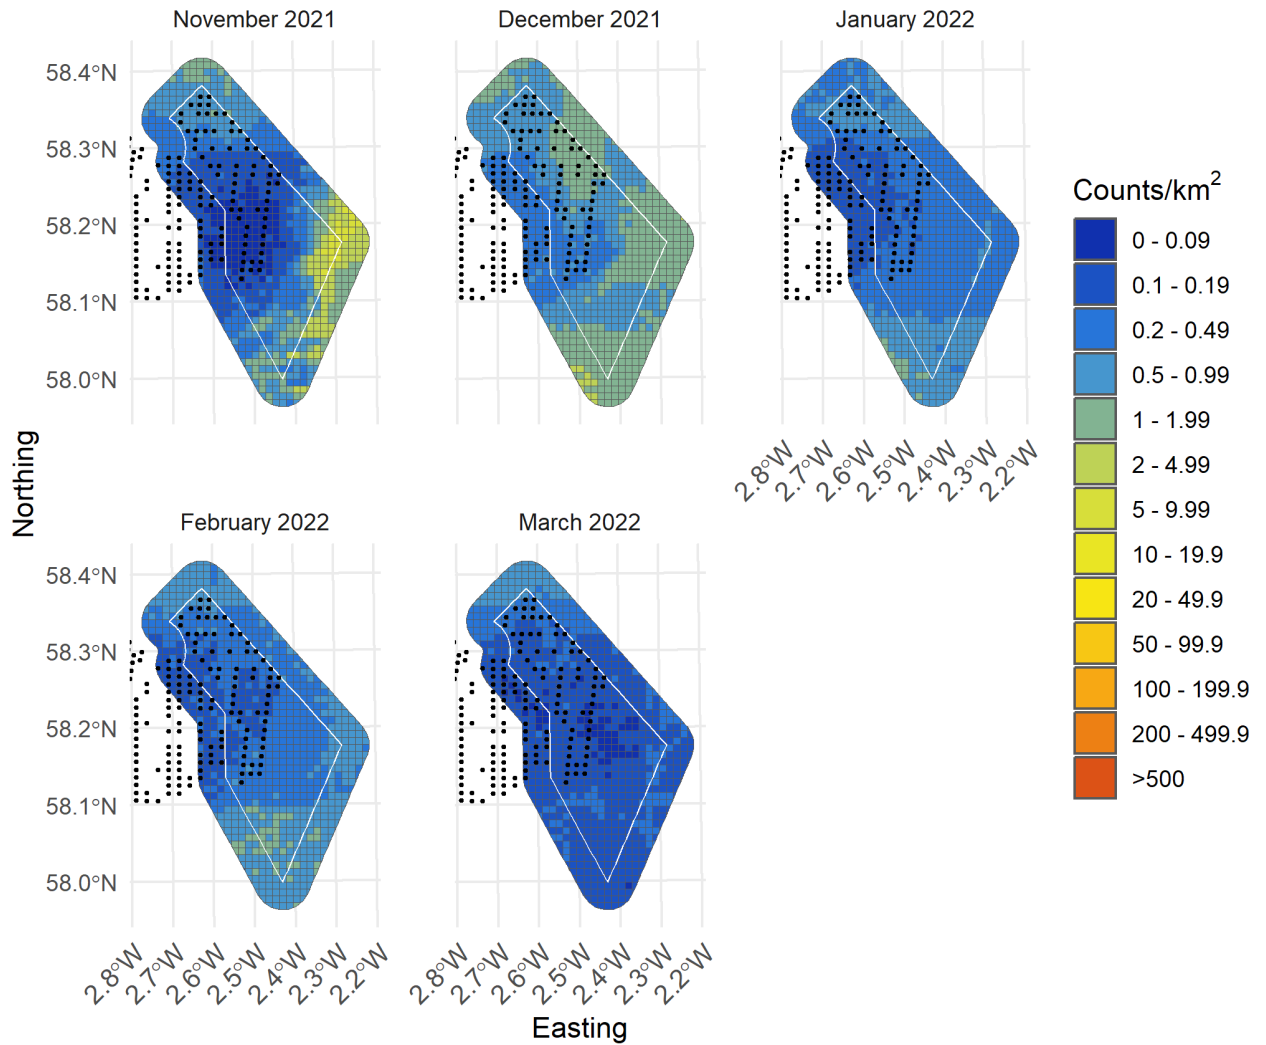 November 2021
December 2021
January 2022
58.4°N
58.3°N
58.2°N
58.1°N
58.0°N
2.8°W
2.7°W
2.6°W
2.5°W
2.4°W
2.3°W
2.2°W
Northing
February 2022
March 2022
58.4°N
58.3°N
58.2°N
58.1°N
58.0°N
2.8°W
2.7°W
2.6°W
2.5°W
2.4°W
2.3°W
2.2°W
2.8°W
2.7°W
2.6°W
2.5°W
2.4°W
2.3°W
2.2°W
Easting
Counts/km²
0 - 0.09
0.1 - 0.19
0.2 - 0.49
0.5 - 0.99
1 - 1.99
2 - 4.99
5 - 9.99
10 - 19.9
20 - 49.9
50 - 99.9
100 - 199.9
200 - 499.9
>500